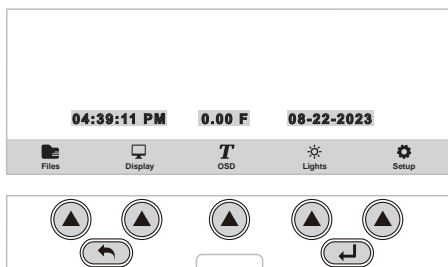 04:39:11 PM 0.00 F 08-22-2023
Files Display T OSD Lights Setup